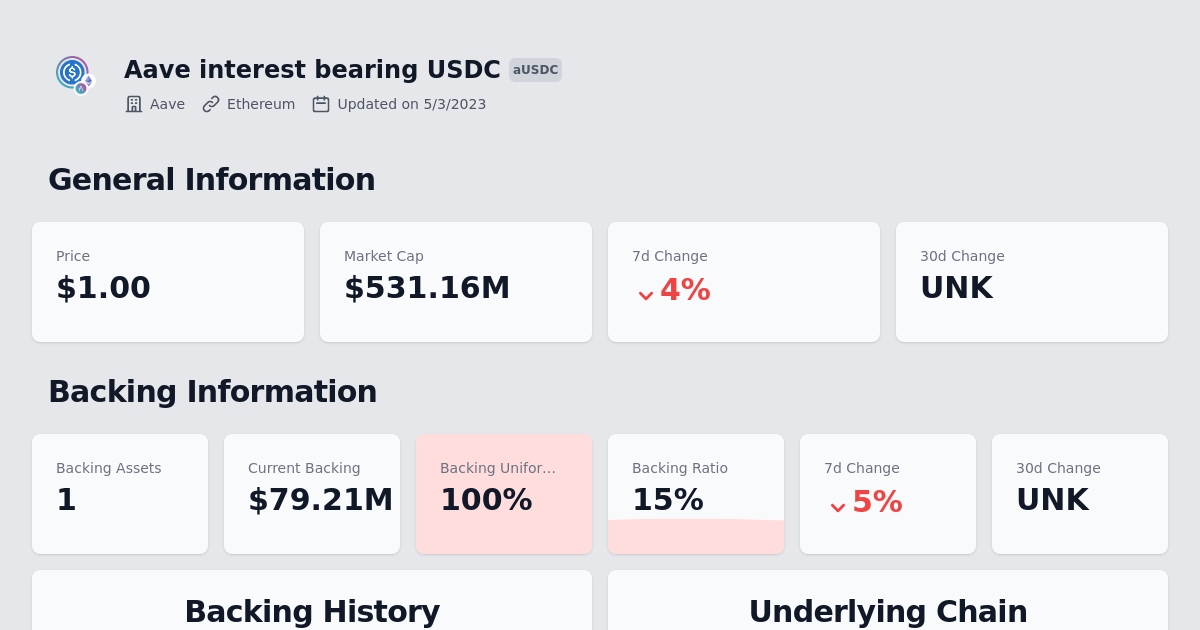 Aave interest bearing USDC aUSDC
Aave Ethereum Updated on 5/3/2023
General Information
Price Market Cap 7d Change 30d Change
$1.00 $531.16M 4% UNK
Backing Information
Backing Assets Current Backing Backing Unifor... Backing Ratio 7d Change 30d Change
1 $79.21M 100% 15% 5% UNK
Backing History Underlying Chain